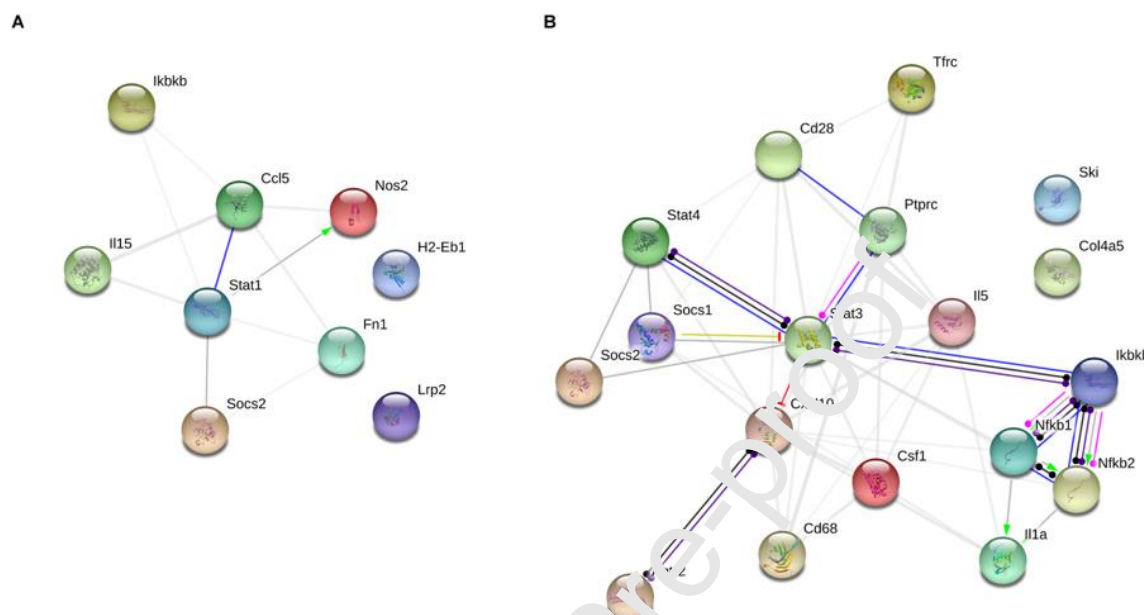 A
B
Ikbkb
Ccl5
Nos2
Il15
H2-Eb1
Stat1
Fn1
Lrp2
Socs2
Tfrc
Cd28
Ski
Ptprc
Stat4
Col4a5
Il5
Socs1
Stat3
Socs2
Nfkb1
Csf1
Nfkb2
Cd68
Il1a